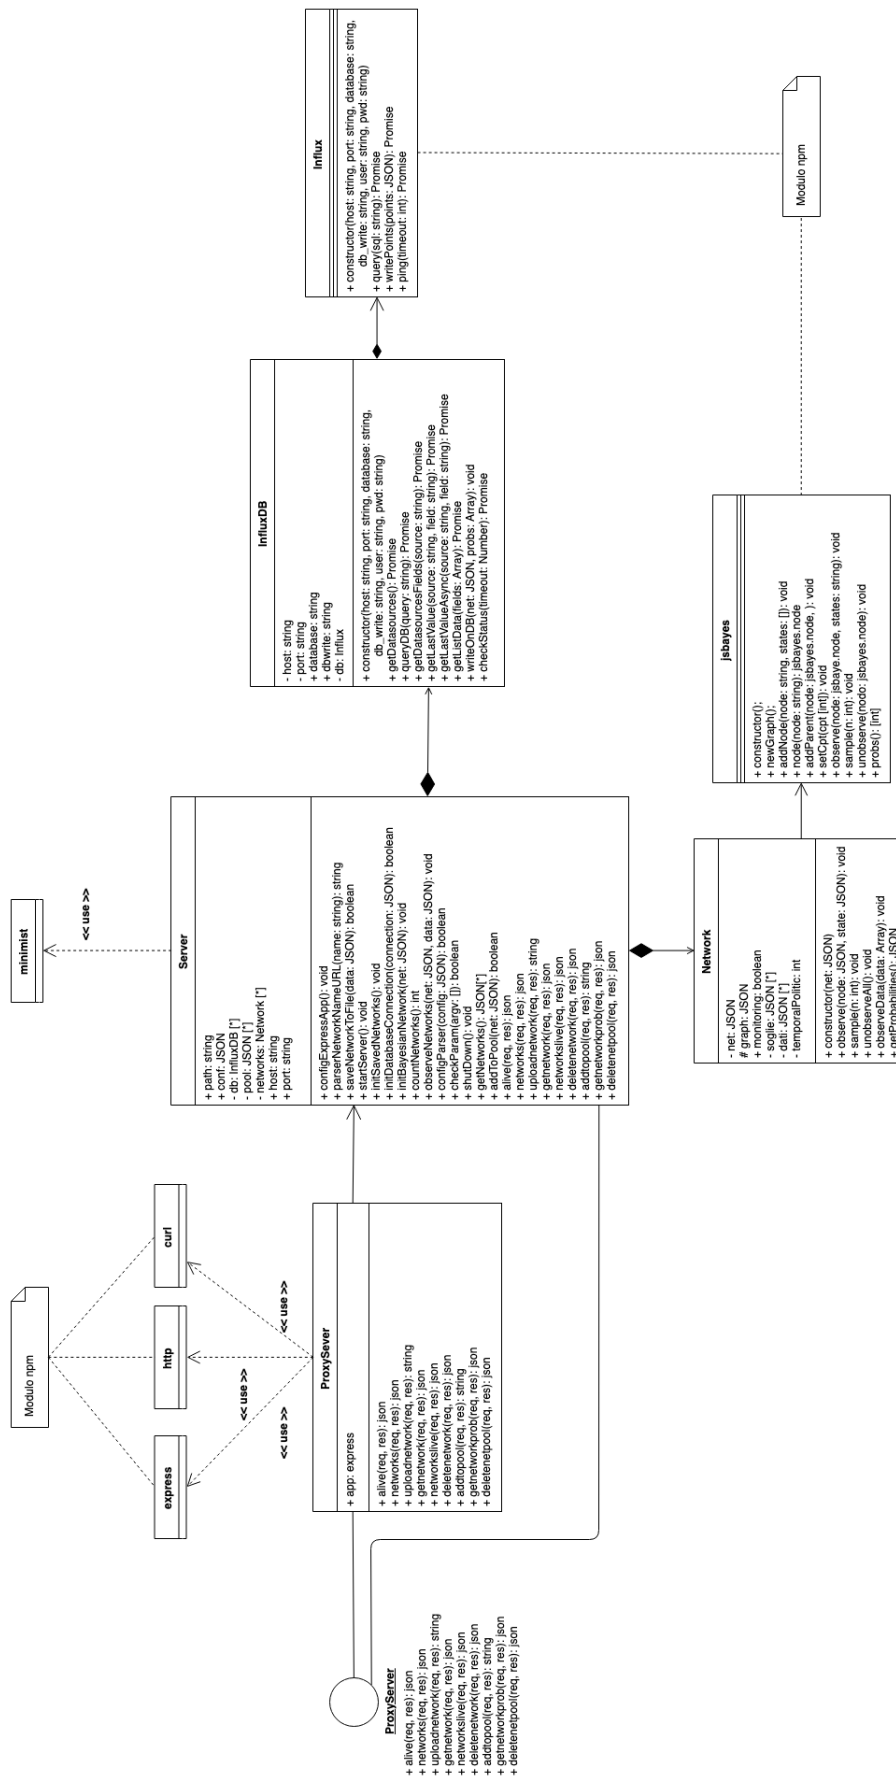 Influx
+ constructor(host: string, port: string, database: string,
db_write: string, user: string, pwd: string)
+ query(sql: string): Promise
+ writePoints(points: JSON): Promise
+ ping(timeout: int): Promise
Modulo npm
InfluxDB
- host: string
- port: string
+ database: string
+ dbwrite: string
- db: Influx
+ constructor(host: string, port: string, database: string,
db_write: string, user: string, pwd: string)
+ getDatasources(): Promise
+ queryDB(query: string): Promise
+ getDatasourcesFields(source: string): Promise
+ getLastValue(source: string, field: string): Promise
+ getLastValueAsync(source: string, field: string): Promise
+ getListData(fields: Array): Promise
+ writeOnDB(net: JSON, probs: Array): void
+ checkStatus(timeout: Number): Promise
jsbayes
+ constructor();
+ newGraph();
+ addNode(node: string, states: []): void
+ node(node: string): jsbayes.node
+ addParent(node: jsbayes.node, ): void
+ setCpt(cpt [int]): void
+ observe(node: jsbaye.node, states: string): void
+ sample(n: int): void
+ unobserve(nodo: jsbayes.node): void
+ probs(): [int]
minimist
<< use >>
Server
+ path: string
+ conf: JSON
- db: InfluxDB [*]
- pool: JSON [*]
- networks: Network [*]
+ host: string
+ port: string
+ configExpressApp(): void
+ parserNetworkNameURL(name: string): string
+ saveNetworkToFile(data: JSON): boolean
+ startServer(): void
+ initSavedNetworks(): void
+ initDatabaseConnection(connection: JSON): boolean
+ initBayesianNetwork(net: JSON): void
+ countNetworks(): int
+ observeNetworks(net: JSON, data: JSON): void
+ configParser(config: JSON): boolean
+ checkParam(argv: []): boolean
+ shutDown(): void
+ getNetworks(): JSON[*]
+ addToPool(net: JSON): boolean
+ alive(req, res): json
+ networks(req, res): json
+ uploadnetwork(req, res): string
+ getnetwork(req, res): json
+ networkslive(req, res): json
+ deletenetwork(req, res): json
+ addtopool(req, res): string
+ getnetworkprob(req, res): json
+ deletenetpool(req, res): json
Network
- net: JSON
# graph: JSON
+ monitoring: boolean
- soglie: JSON [*]
- dati: JSON [*]
- temporalPolitic: int
+ constructor(net: JSON)
+ observe(node: JSON, state: JSON): void
+ sample(n: int): void
+ unobserveAll(): void
+ observeData(data: Array): void
+ getProbabilities(): JSON
Modulo npm
curl
http
express
<< use >>
<< use >>
<< use >>
ProxySever
+ app: express
+ alive(req, res): json
+ networks(req, res): json
+ uploadnetwork(req, res): string
+ getnetwork(req, res): json
+ networkslive(req, res): json
+ deletenetwork(req, res): json
+ addtopool(req, res): string
+ getnetworkprob(req, res): json
+ deletenetpool(req, res): json
ProxyServer
+ alive(req, res): json
+ networks(req, res): json
+ uploadnetwork(req, res): string
+ getnetwork(req, res): json
+ networkslive(req, res): json
+ deletenetwork(req, res): json
+ addtopool(req, res): string
+ getnetworkprob(req, res): json
+ deletenetpool(req, res): json